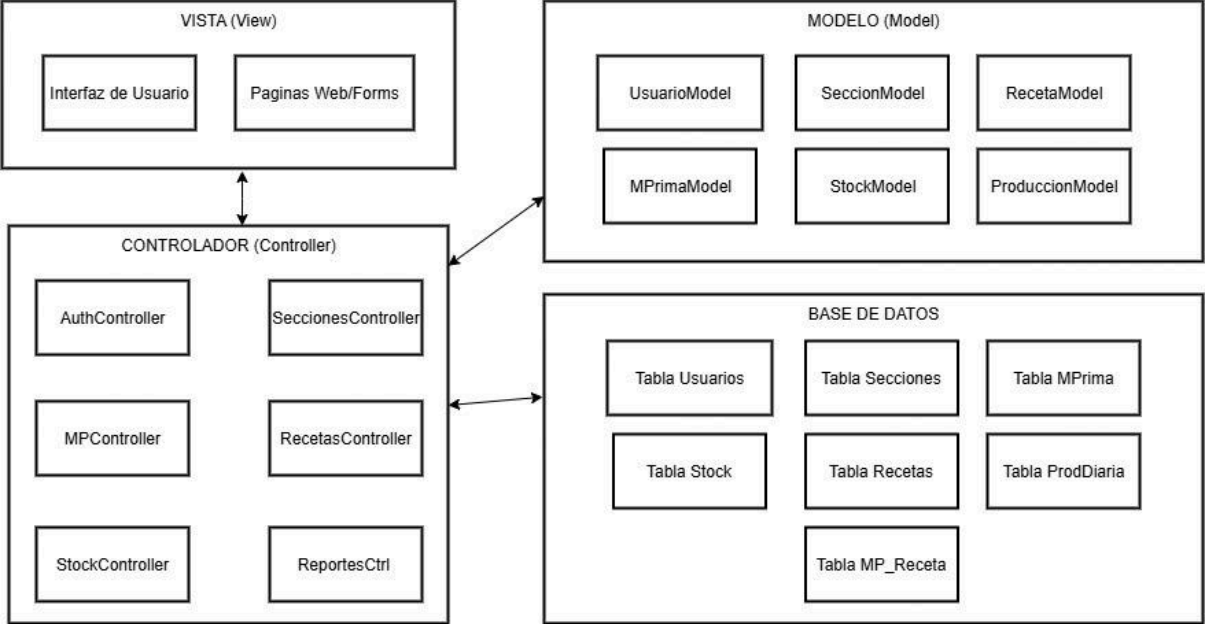 VISTA (View)
Interfaz de Usuario
Paginas Web/Forms
MODELO (Model)
UsuarioModel
SeccionModel
RecetaModel
MPrimaModel
StockModel
ProduccionModel
CONTROLADOR (Controller)
AuthController
SeccionesController
MPController
RecetasController
StockController
ReportesCtrl
BASE DE DATOS
Tabla Usuarios
Tabla Secciones
Tabla MPrima
Tabla Stock
Tabla Recetas
Tabla ProdDiaria
Tabla MP_Receta